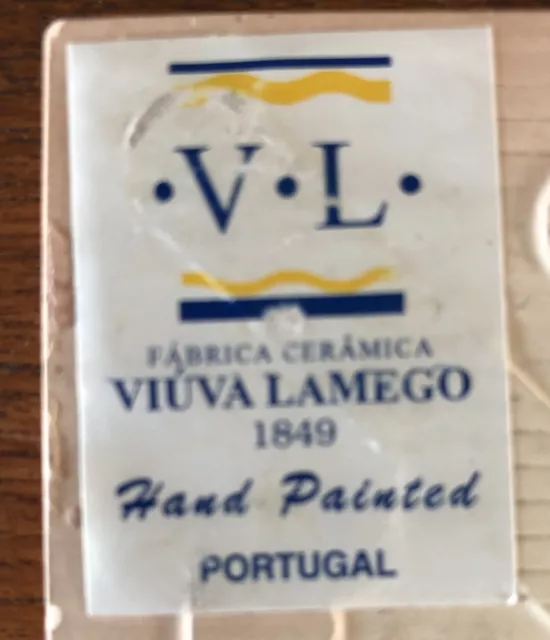 ·V·L·
FÁBRICA CERÂMICA
VIÚVA LAMEGO
1849
Hand Painted
PORTUGAL